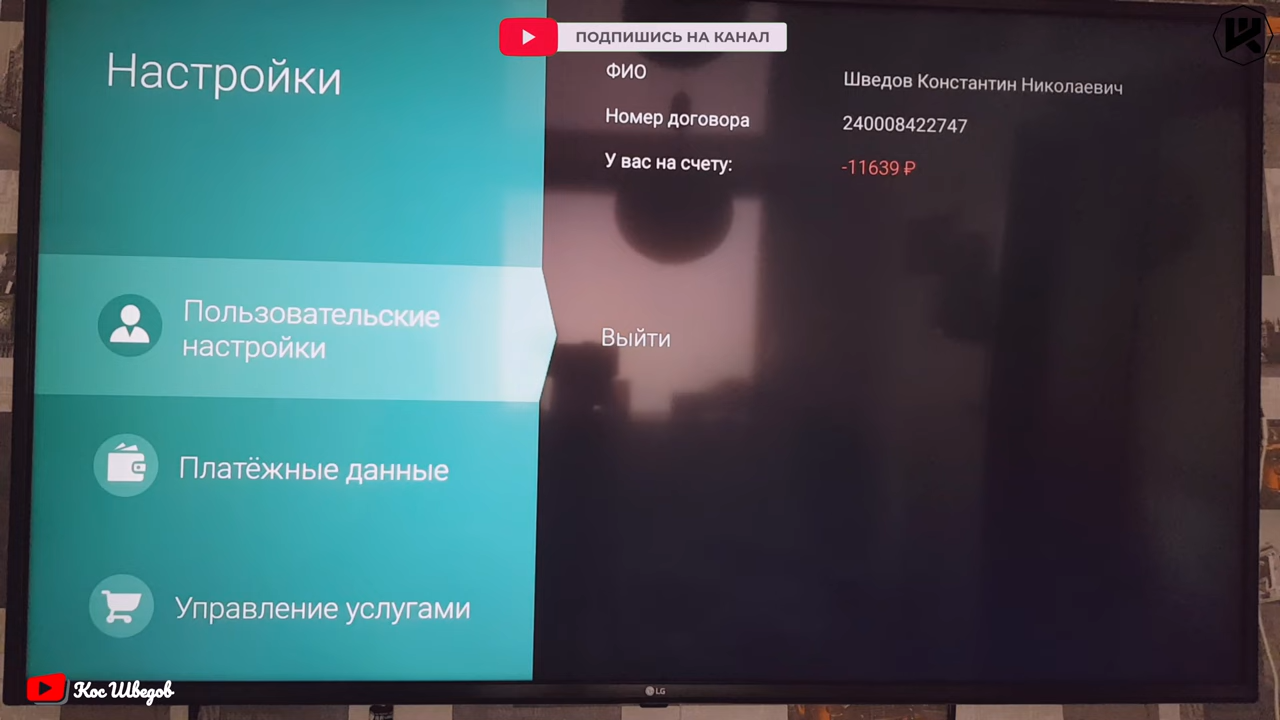 ПОДПИШИСЬ НА КАНАЛ
Настройки
ФИО
Шведов Константин Николаевич
Номер договора
240008422747
У вас на счету:
-11639 ₽
Пользовательские
настройки
Выйти
Платёжные данные
Управление услугами
Кос Шведов
LG